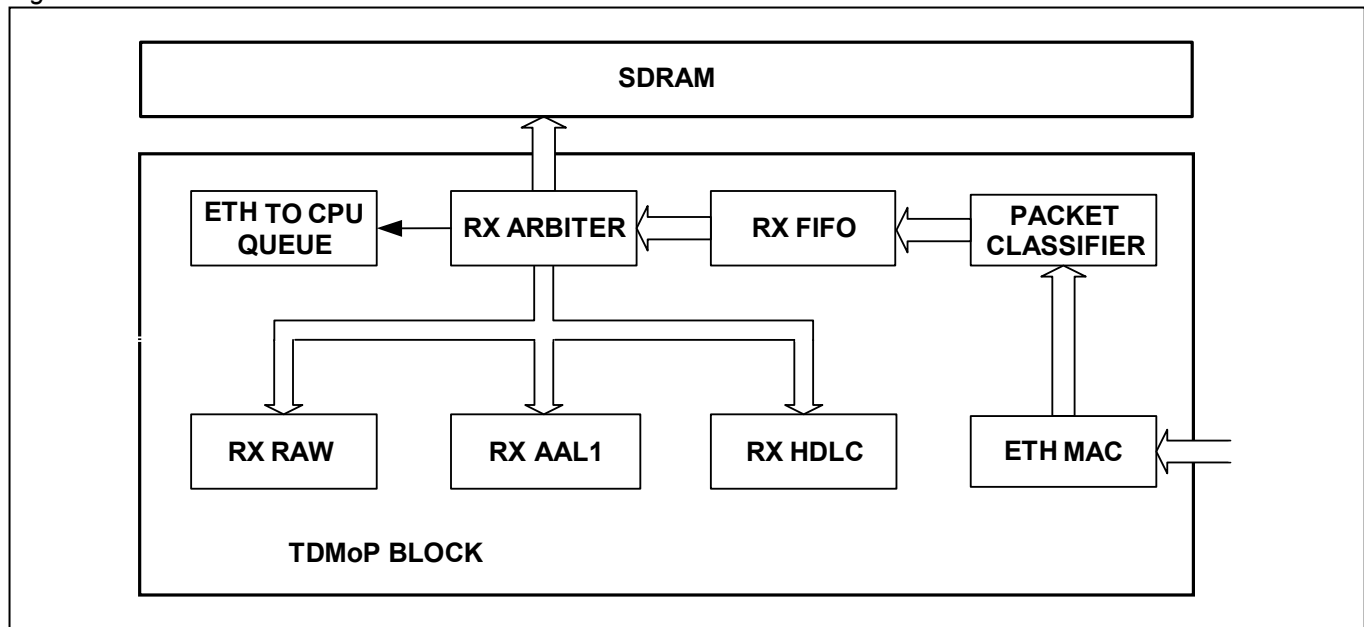 SDRAM
ETH TO CPU
QUEUE
RX ARBITER
RX FIFO
PACKET
CLASSIFIER
RX RAW
RX AAL1
RX HDLC
ETH MAC
TDMoP BLOCK